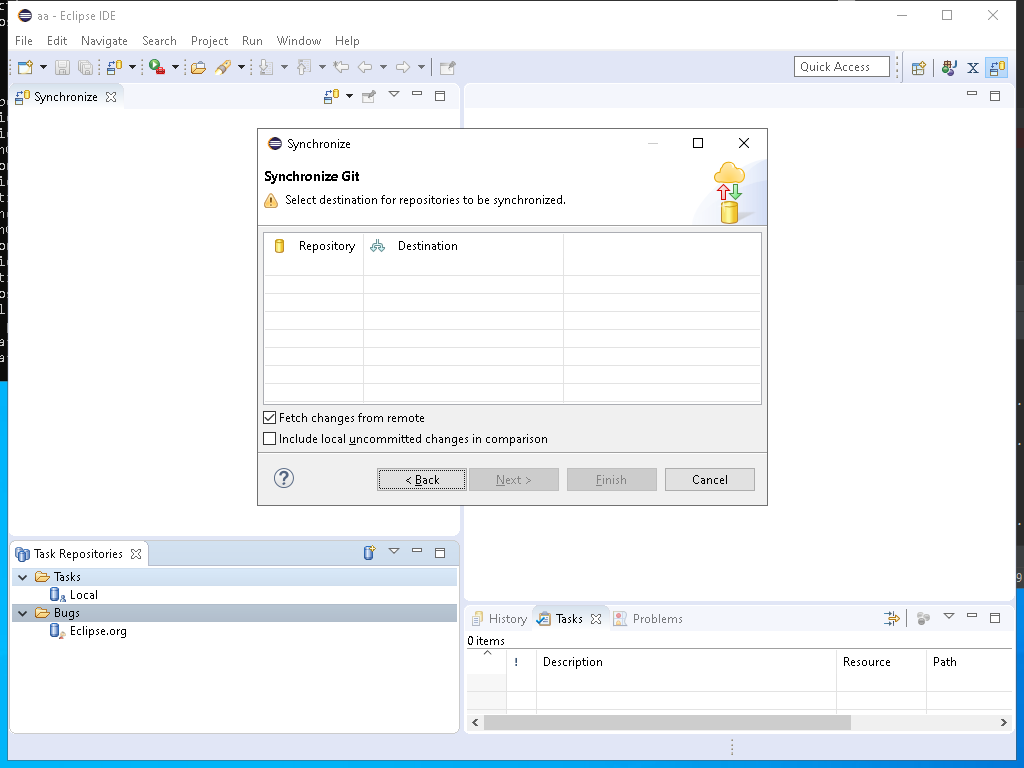 aa - Eclipse IDE
File Edit Navigate Search Project Run Window Help
Quick Access
Synchronize
Synchronize
Synchronize Git
Select destination for repositories to be synchronized.
Repository Destination
Fetch changes from remote
Include local uncommitted changes in comparison
< Back Next > Finish Cancel
Task Repositories
Tasks
Local
Bugs
Eclipse.org
History Tasks Problems
0 items
! Description Resource Path